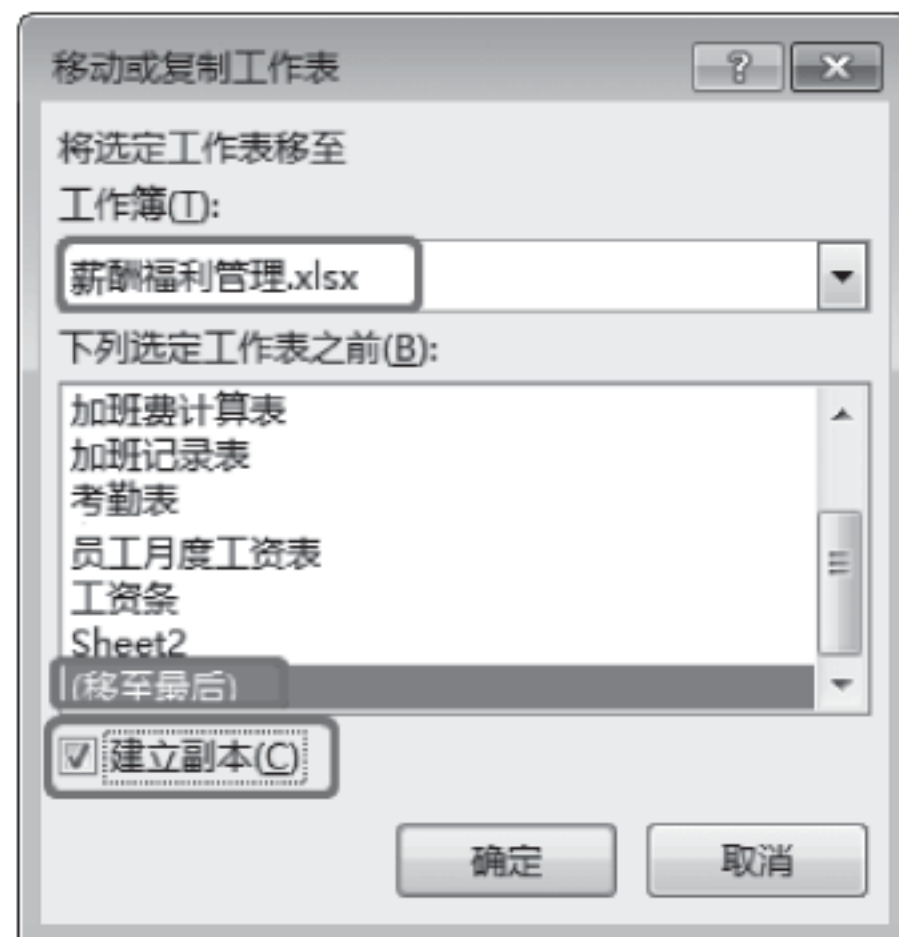 移动或复制工作表
将选定工作表移至
工作簿(T):
薪酬福利管理.xlsx
下列选定工作表之前(B):
加班费计算表
加班记录表
考勤表
员工月度工资表
工资条
Sheet2
(移至最后)
建立副本(C)
确定
取消